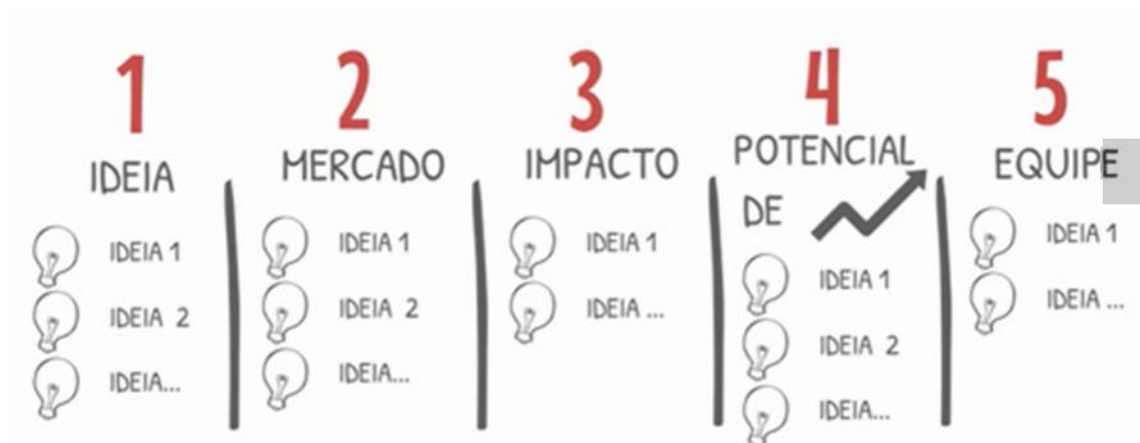 1
IDEIA
IDEIA 1
IDEIA 2
IDEIA...
2
MERCADO
IDEIA 1
IDEIA 2
IDEIA...
3
IMPACTO
IDEIA 1
IDEIA ...
4
POTENCIAL
DE
IDEIA 1
IDEIA 2
IDEIA...
5
EQUIPE
IDEIA 1
IDEIA ...